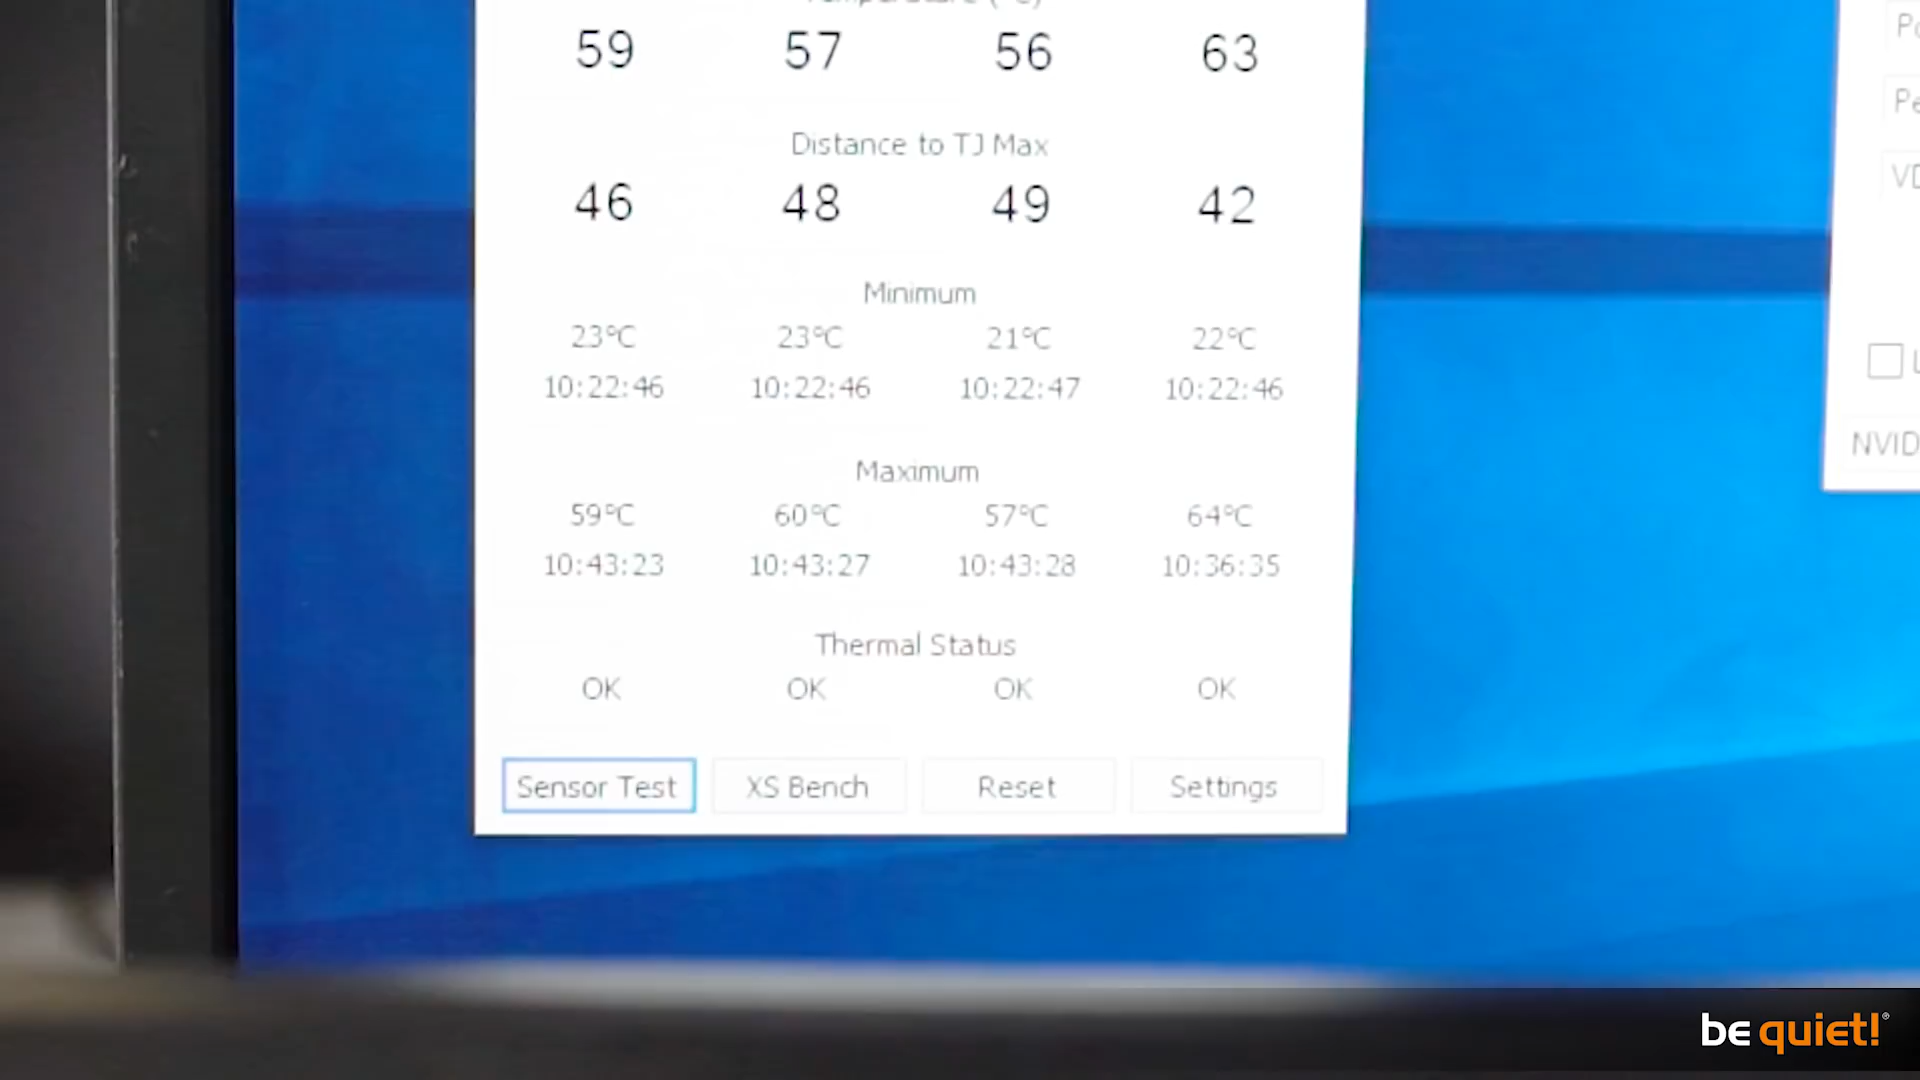 Temperature (°C)
59 57 56 63
Distance to TJ Max
46 48 49 42
Minimum
23°C 23°C 21°C 22°C
10:22:46 10:22:46 10:22:47 10:22:46
Maximum
59°C 60°C 57°C 64°C
10:43:23 10:43:27 10:43:28 10:36:35
Thermal Status
OK OK OK OK
Sensor Test XS Bench Reset Settings
be quiet!®